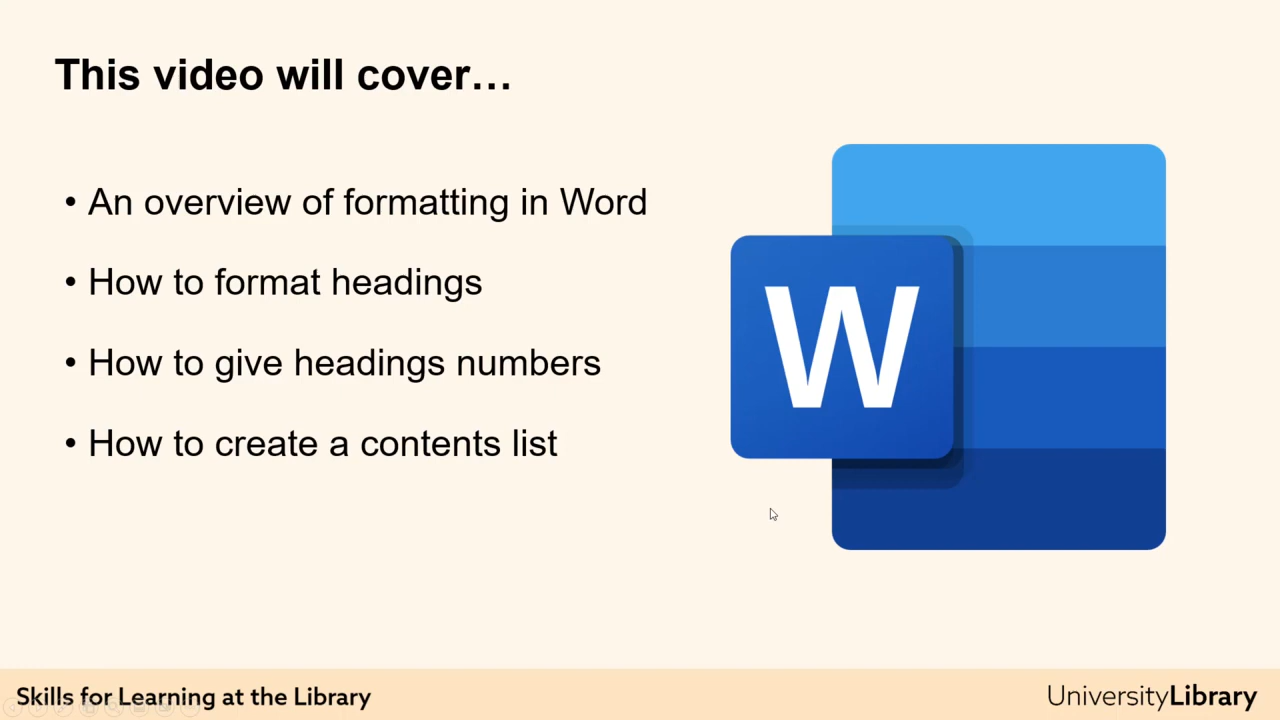 This video will cover…
• An overview of formatting in Word
• How to format headings
• How to give headings numbers
• How to create a contents list
W
Skills for Learning at the Library
UniversityLibrary